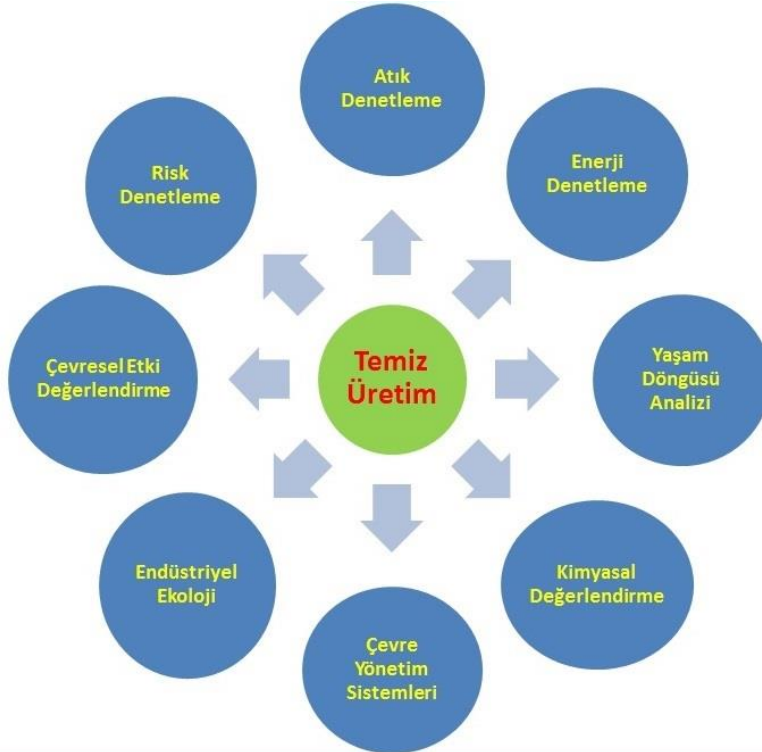 Atık
Denetleme
Enerji
Denetleme
Yaşam
Döngüsü
Analizi
Kimyasal
Değerlendirme
Çevre
Yönetim
Sistemleri
Endüstriyel
Ekoloji
Çevresel Etki
Değerlendirme
Risk
Denetleme
Temiz
Üretim